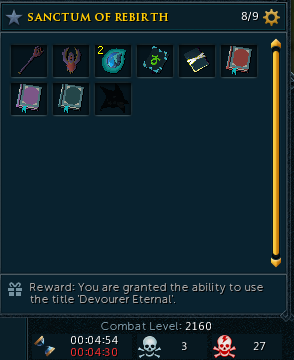 SANCTUM OF REBIRTH 8/9
2
Reward: You are granted the ability to use
the title 'Devourer Eternal'.
Combat Level: 2160
00:04:54 3 27
00:04:30